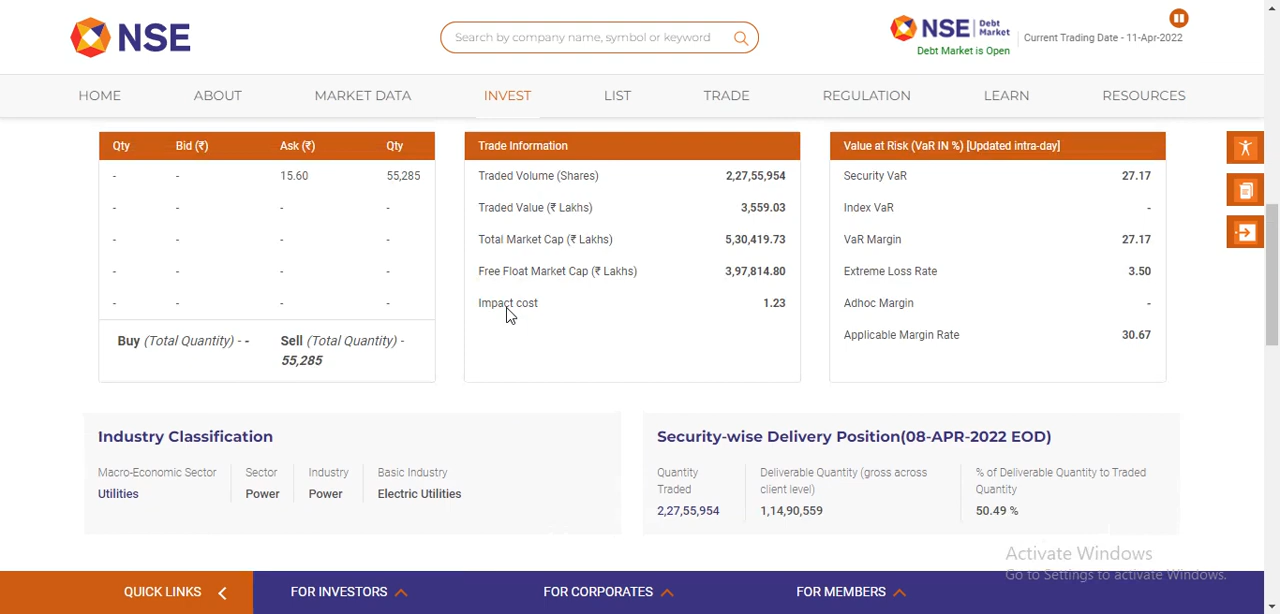 NSE
Search by company name, symbol or keyword
NSE Debt Market
Debt Market is Open
Current Trading Date - 11-Apr-2022
HOME ABOUT MARKET DATA INVEST LIST TRADE REGULATION LEARN RESOURCES
Qty Bid (₹) Ask (₹) Qty
- - 15.60 55,285
- - - -
- - - -
- - - -
- - - -
Buy (Total Quantity) - - Sell (Total Quantity) -
55,285
Trade Information
Traded Volume (Shares) 2,27,55,954
Traded Value (₹ Lakhs) 3,559.03
Total Market Cap (₹ Lakhs) 5,30,419.73
Free Float Market Cap (₹ Lakhs) 3,97,814.80
Impact cost 1.23
Value at Risk (VaR IN %) [Updated intra-day]
Security VaR 27.17
Index VaR -
VaR Margin 27.17
Extreme Loss Rate 3.50
Adhoc Margin -
Applicable Margin Rate 30.67
Industry Classification
Macro-Economic Sector Sector Industry Basic Industry
Utilities Power Power Electric Utilities
Security-wise Delivery Position(08-APR-2022 EOD)
Quantity Traded
2,27,55,954
Deliverable Quantity (gross across
client level)
1,14,90,559
% of Deliverable Quantity to Traded
Quantity
50.49 %
Activate Windows
Go to Settings to activate Windows.
QUICK LINKS FOR INVESTORS FOR CORPORATES FOR MEMBERS